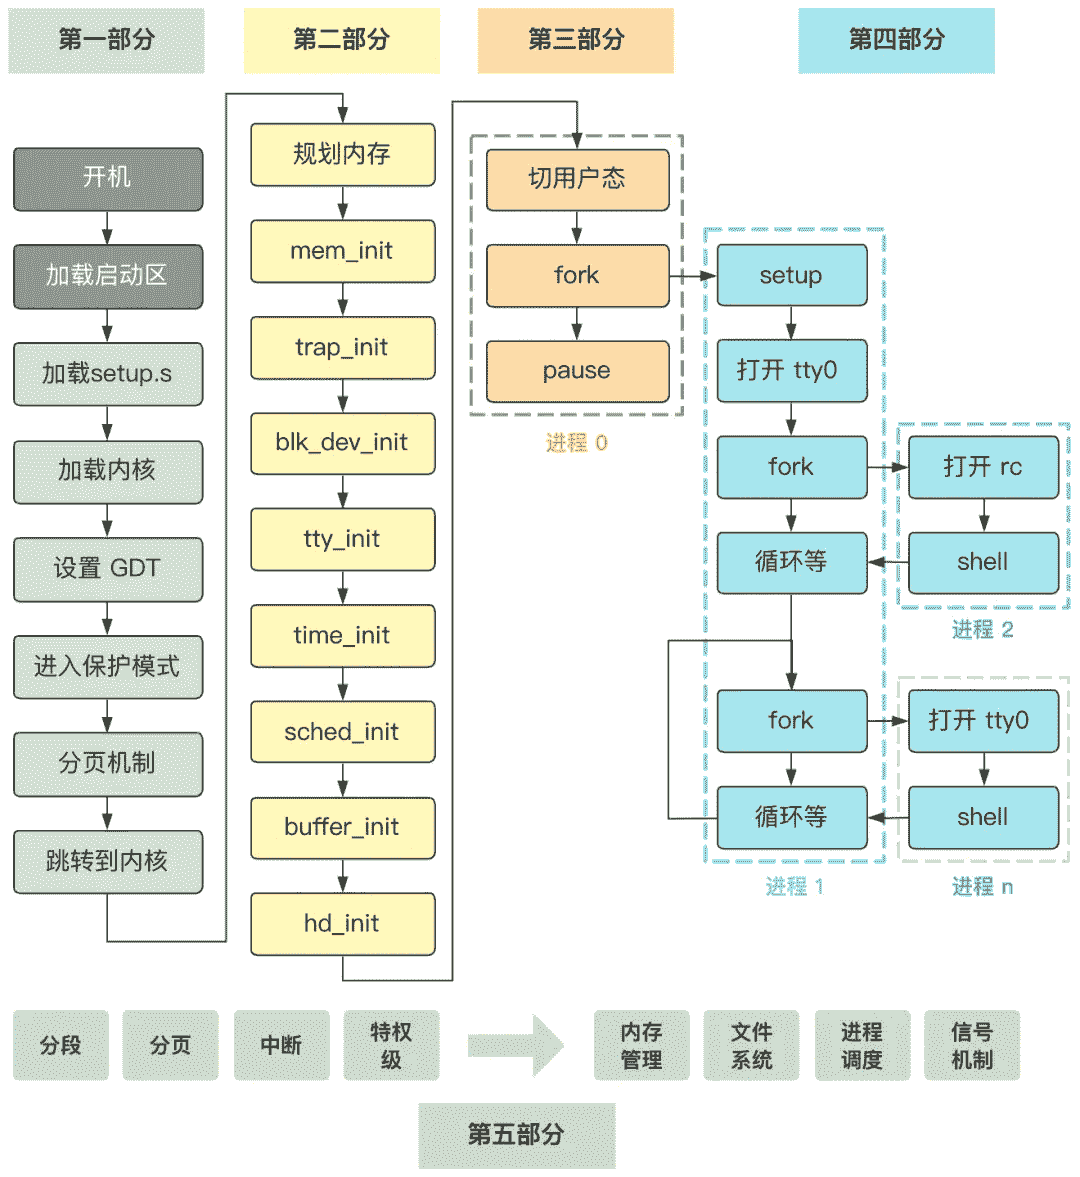 第一部分
第二部分
第三部分
第四部分
开机
加载启动区
加载setup.s
加载内核
设置 GDT
进入保护模式
分页机制
跳转到内核
规划内存
mem_init
trap_init
blk_dev_init
tty_init
time_init
sched_init
buffer_init
hd_init
切用户态
fork
pause
进程 0
setup
打开 tty0
fork
循环等
fork
循环等
进程 1
打开 rc
shell
进程 2
打开 tty0
shell
进程 n
分段
分页
中断
特权
级
内存
管理
文件
系统
进程
调度
信号
机制
第五部分